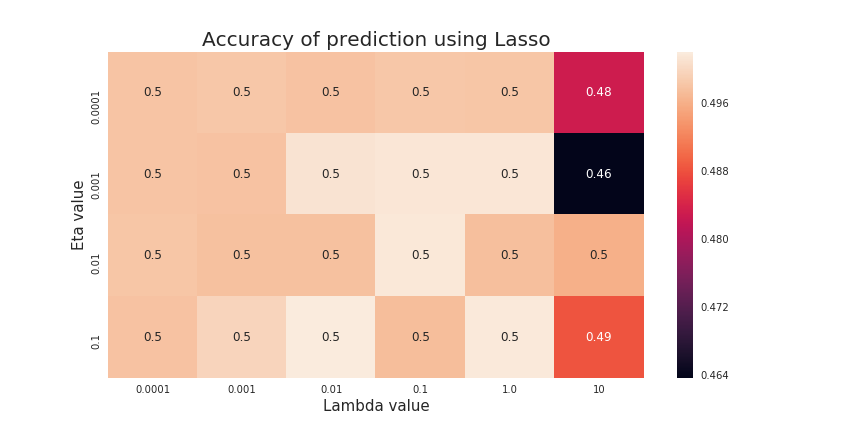 Accuracy of prediction using Lasso
0.0001 0.5 0.5 0.5 0.5 0.5 0.48
0.001 0.5 0.5 0.5 0.5 0.5 0.46
0.01 0.5 0.5 0.5 0.5 0.5 0.5
0.1 0.5 0.5 0.5 0.5 0.5 0.49
Eta value
0.0001 0.001 0.01 0.1 1.0 10
Lambda value
0.496
0.488
0.480
0.472
0.464